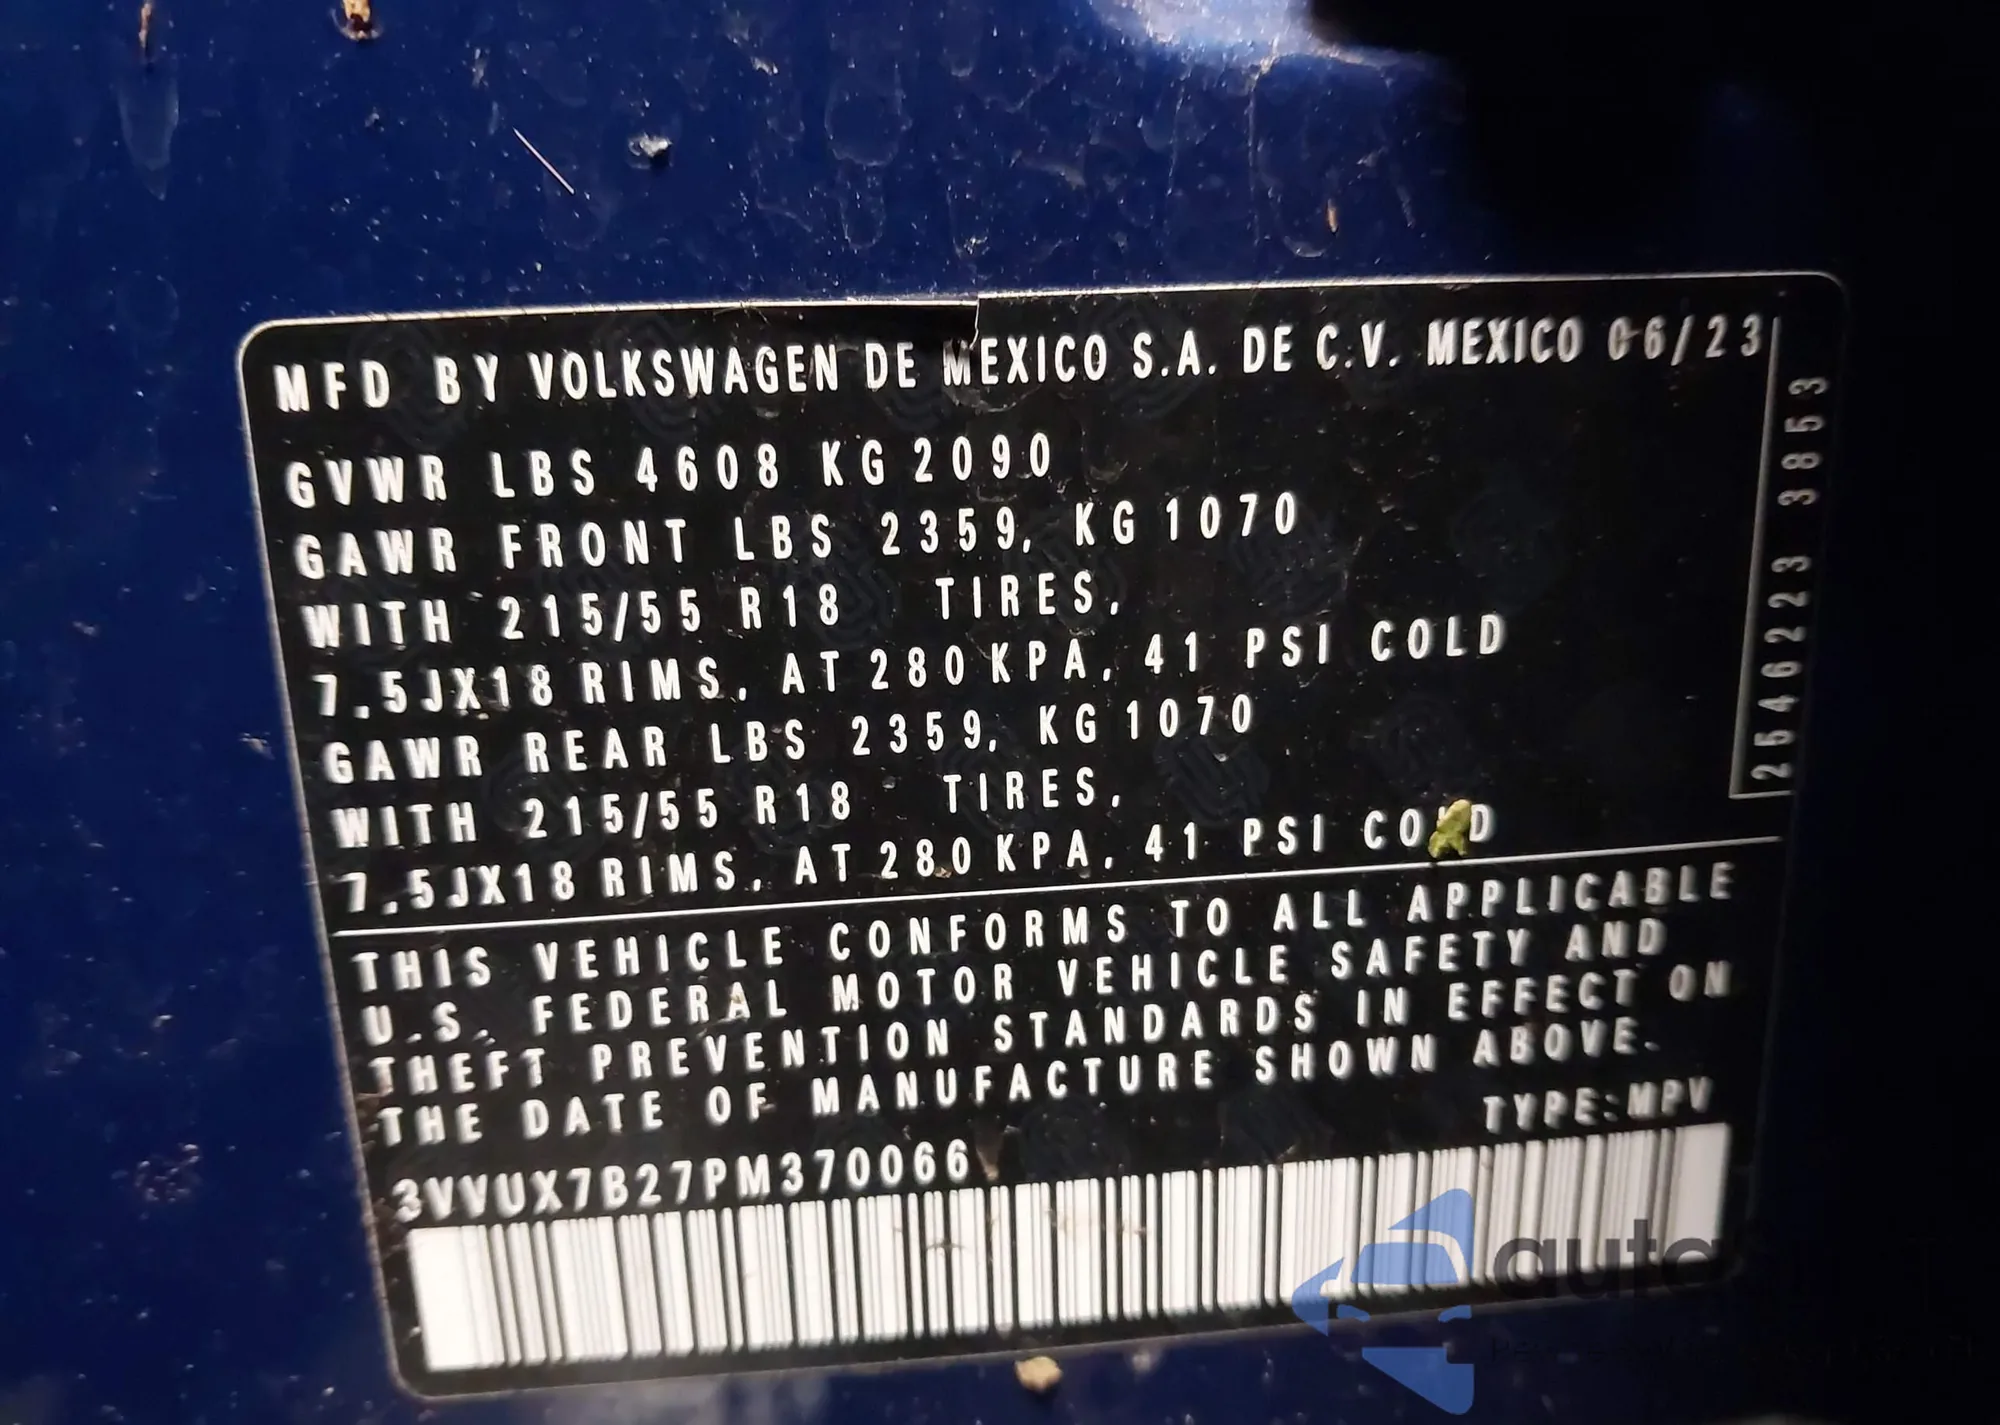 MFD BY VOLKSWAGEN DE MEXICO S.A. DE C.V. MEXICO 06/23
GVWR LBS 4608 KG 2090
GAWR FRONT LBS 2359, KG 1070
WITH 215/55 R18 TIRES,
7.5JX18 RIMS, AT 280 KPA, 41 PSI COLD
GAWR REAR LBS 2359, KG 1070
WITH 215/55 R18 TIRES,
7.5JX18 RIMS, AT 280 KPA, 41 PSI COLD
2546223 3853
THIS VEHICLE CONFORMS TO ALL APPLICABLE
U.S. FEDERAL MOTOR VEHICLE SAFETY AND
THEFT PREVENTION STANDARDS IN EFFECT ON
THE DATE OF MANUFACTURE SHOWN ABOVE.
TYPE:MPV
3VVUX7B27PM370066